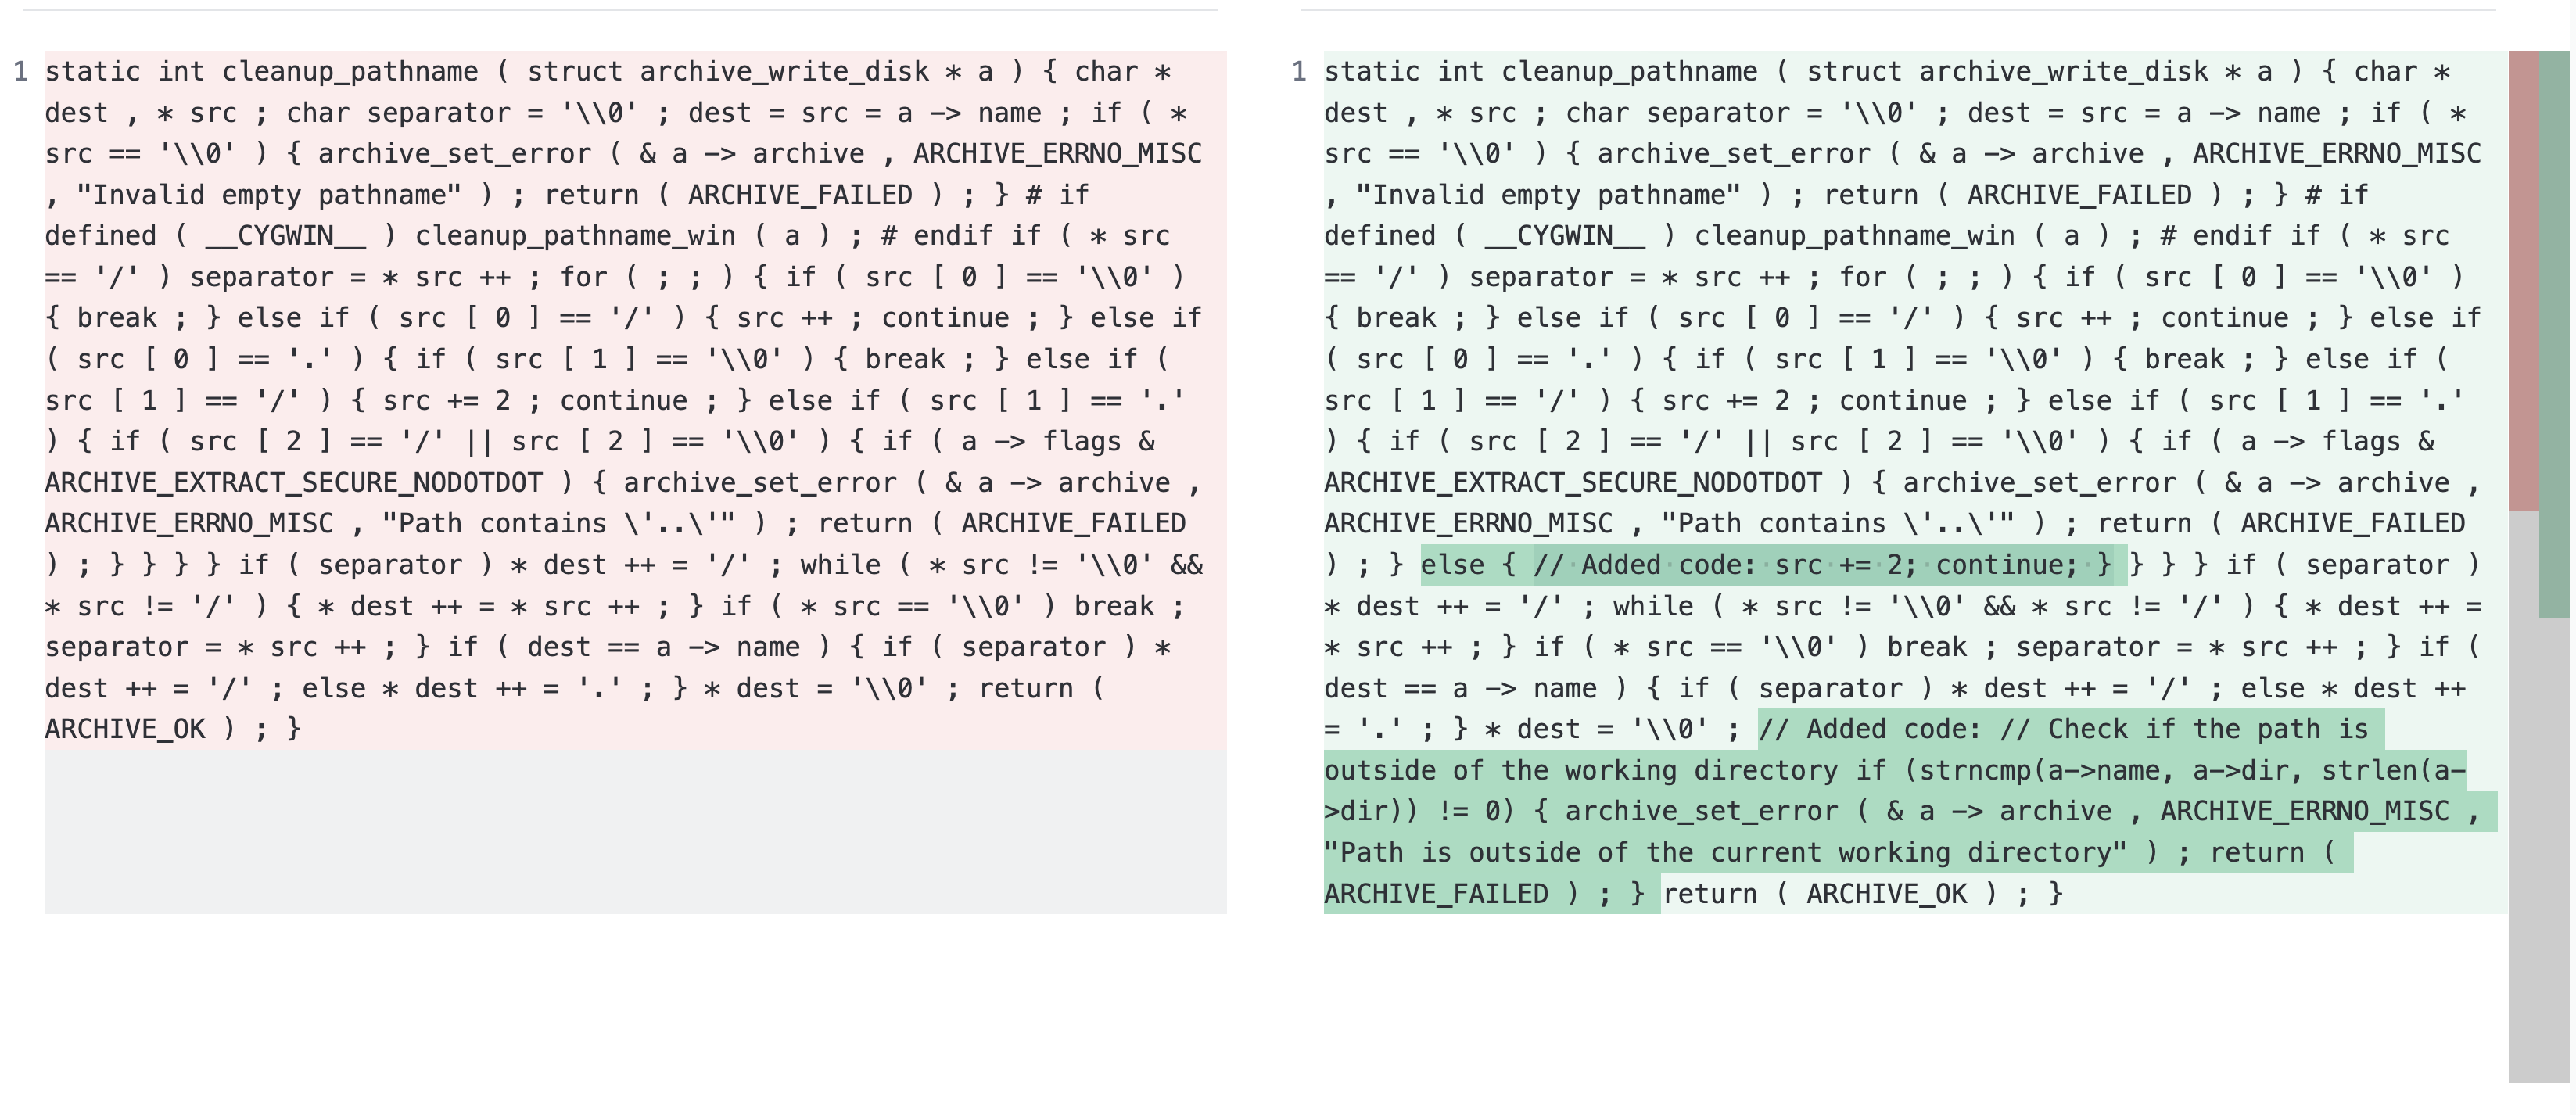 1 static int cleanup_pathname ( struct archive_write_disk * a ) { char *
dest , * src ; char separator = '\\0' ; dest = src = a -> name ; if ( *
src == '\\0' ) { archive_set_error ( & a -> archive , ARCHIVE_ERRNO_MISC
, "Invalid empty pathname" ) ; return ( ARCHIVE_FAILED ) ; } # if
defined ( __CYGWIN__ ) cleanup_pathname_win ( a ) ; # endif if ( * src
== '/' ) separator = * src ++ ; for ( ; ; ) { if ( src [ 0 ] == '\\0' )
{ break ; } else if ( src [ 0 ] == '/' ) { src ++ ; continue ; } else if
( src [ 0 ] == '.' ) { if ( src [ 1 ] == '\\0' ) { break ; } else if (
src [ 1 ] == '/' ) { src += 2 ; continue ; } else if ( src [ 1 ] == '.'
) { if ( src [ 2 ] == '/' || src [ 2 ] == '\\0' ) { if ( a -> flags &
ARCHIVE_EXTRACT_SECURE_NODOTDOT ) { archive_set_error ( & a -> archive ,
ARCHIVE_ERRNO_MISC , "Path contains \'..\'" ) ; return ( ARCHIVE_FAILED
) ; } } } } if ( separator ) * dest ++ = '/' ; while ( * src != '\\0' &&
* src != '/' ) { * dest ++ = * src ++ ; } if ( * src == '\\0' ) break ;
separator = * src ++ ; } if ( dest == a -> name ) { if ( separator ) *
dest ++ = '/' ; else * dest ++ = '.' ; } * dest = '\\0' ; return (
ARCHIVE_OK ) ; }
1 static int cleanup_pathname ( struct archive_write_disk * a ) { char *
dest , * src ; char separator = '\\0' ; dest = src = a -> name ; if ( *
src == '\\0' ) { archive_set_error ( & a -> archive , ARCHIVE_ERRNO_MISC
, "Invalid empty pathname" ) ; return ( ARCHIVE_FAILED ) ; } # if
defined ( __CYGWIN__ ) cleanup_pathname_win ( a ) ; # endif if ( * src
== '/' ) separator = * src ++ ; for ( ; ; ) { if ( src [ 0 ] == '\\0' )
{ break ; } else if ( src [ 0 ] == '/' ) { src ++ ; continue ; } else if
( src [ 0 ] == '.' ) { if ( src [ 1 ] == '\\0' ) { break ; } else if (
src [ 1 ] == '/' ) { src += 2 ; continue ; } else if ( src [ 1 ] == '.'
) { if ( src [ 2 ] == '/' || src [ 2 ] == '\\0' ) { if ( a -> flags &
ARCHIVE_EXTRACT_SECURE_NODOTDOT ) { archive_set_error ( & a -> archive ,
ARCHIVE_ERRNO_MISC , "Path contains \'..\'" ) ; return ( ARCHIVE_FAILED
) ; } else { // Added code: src += 2; continue; } } } } if ( separator )
* dest ++ = '/' ; while ( * src != '\\0' && * src != '/' ) { * dest ++ =
* src ++ ; } if ( * src == '\\0' ) break ; separator = * src ++ ; } if (
dest == a -> name ) { if ( separator ) * dest ++ = '/' ; else * dest ++
= '.' ; } * dest = '\\0' ; // Added code: // Check if the path is
outside of the working directory if (strncmp(a->name, a->dir, strlen(a-
>dir)) != 0) { archive_set_error ( & a -> archive , ARCHIVE_ERRNO_MISC ,
"Path is outside of the current working directory" ) ; return (
ARCHIVE_FAILED ) ; } return ( ARCHIVE_OK ) ; }